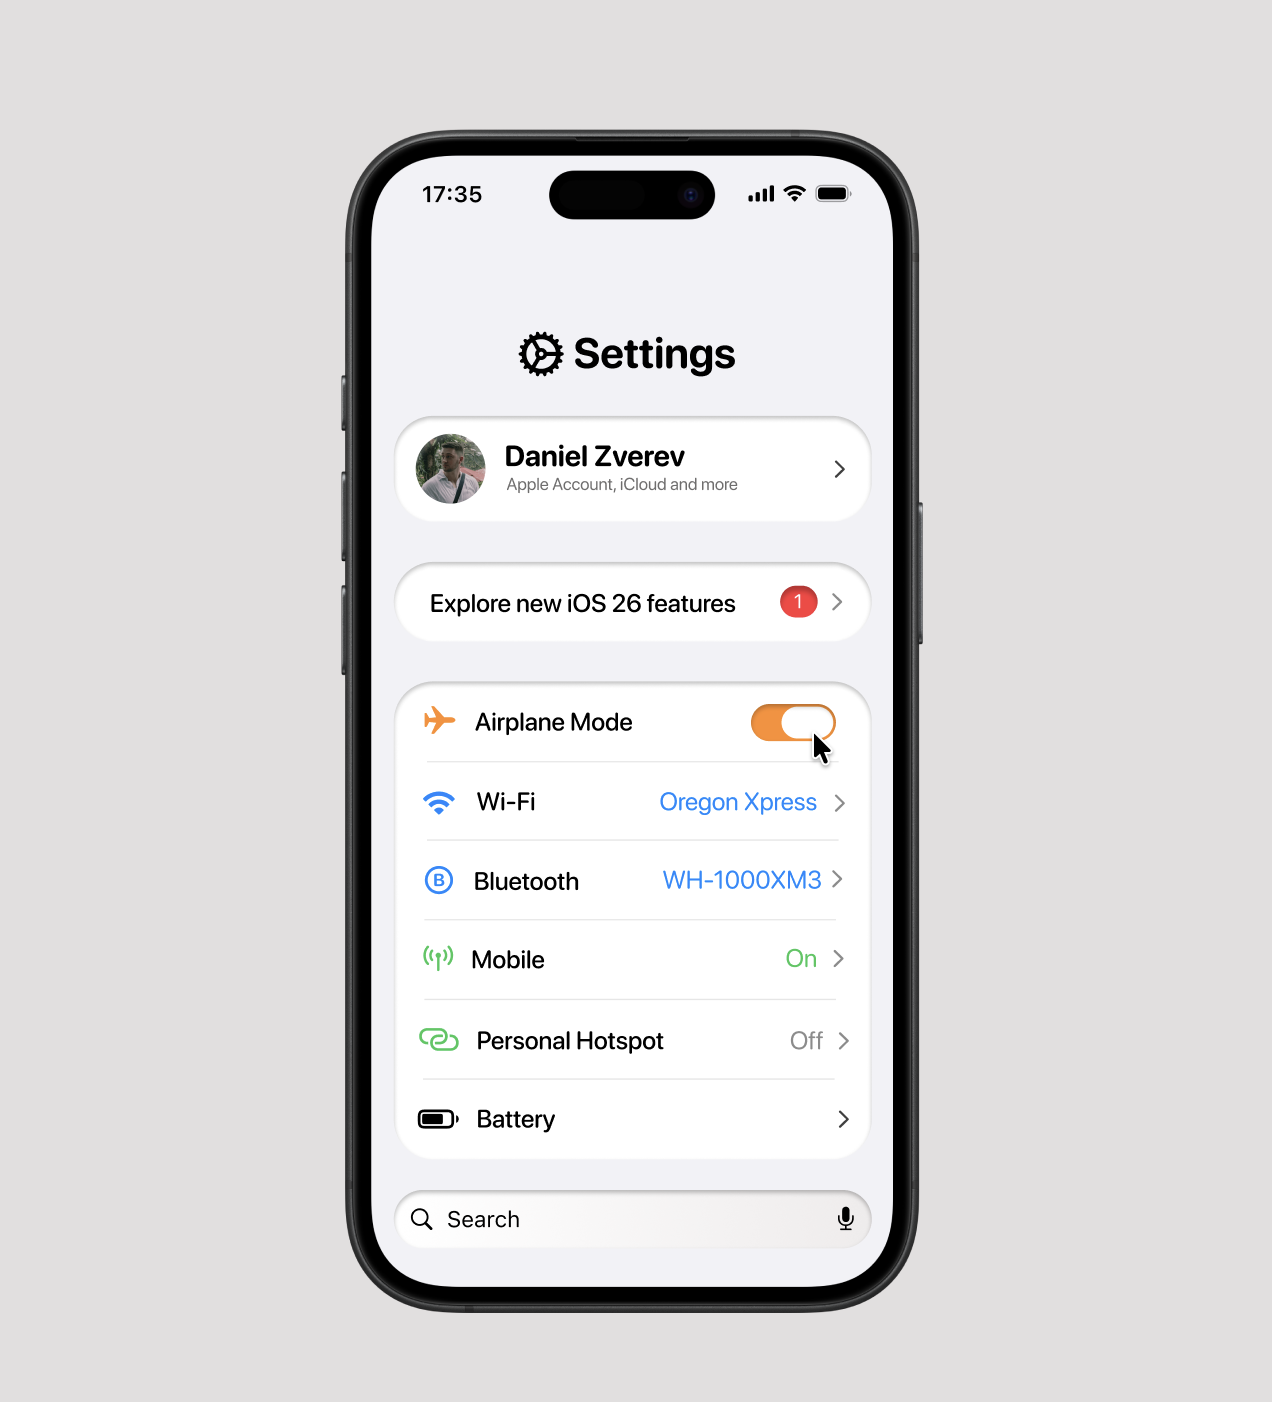 17:35
Settings
Daniel Zverev
Apple Account, iCloud and more
Explore new iOS 26 features 1
Airplane Mode
Wi-Fi Oregon Xpress
B Bluetooth WH-1000XM3
Mobile On
Personal Hotspot Off
Battery
Search